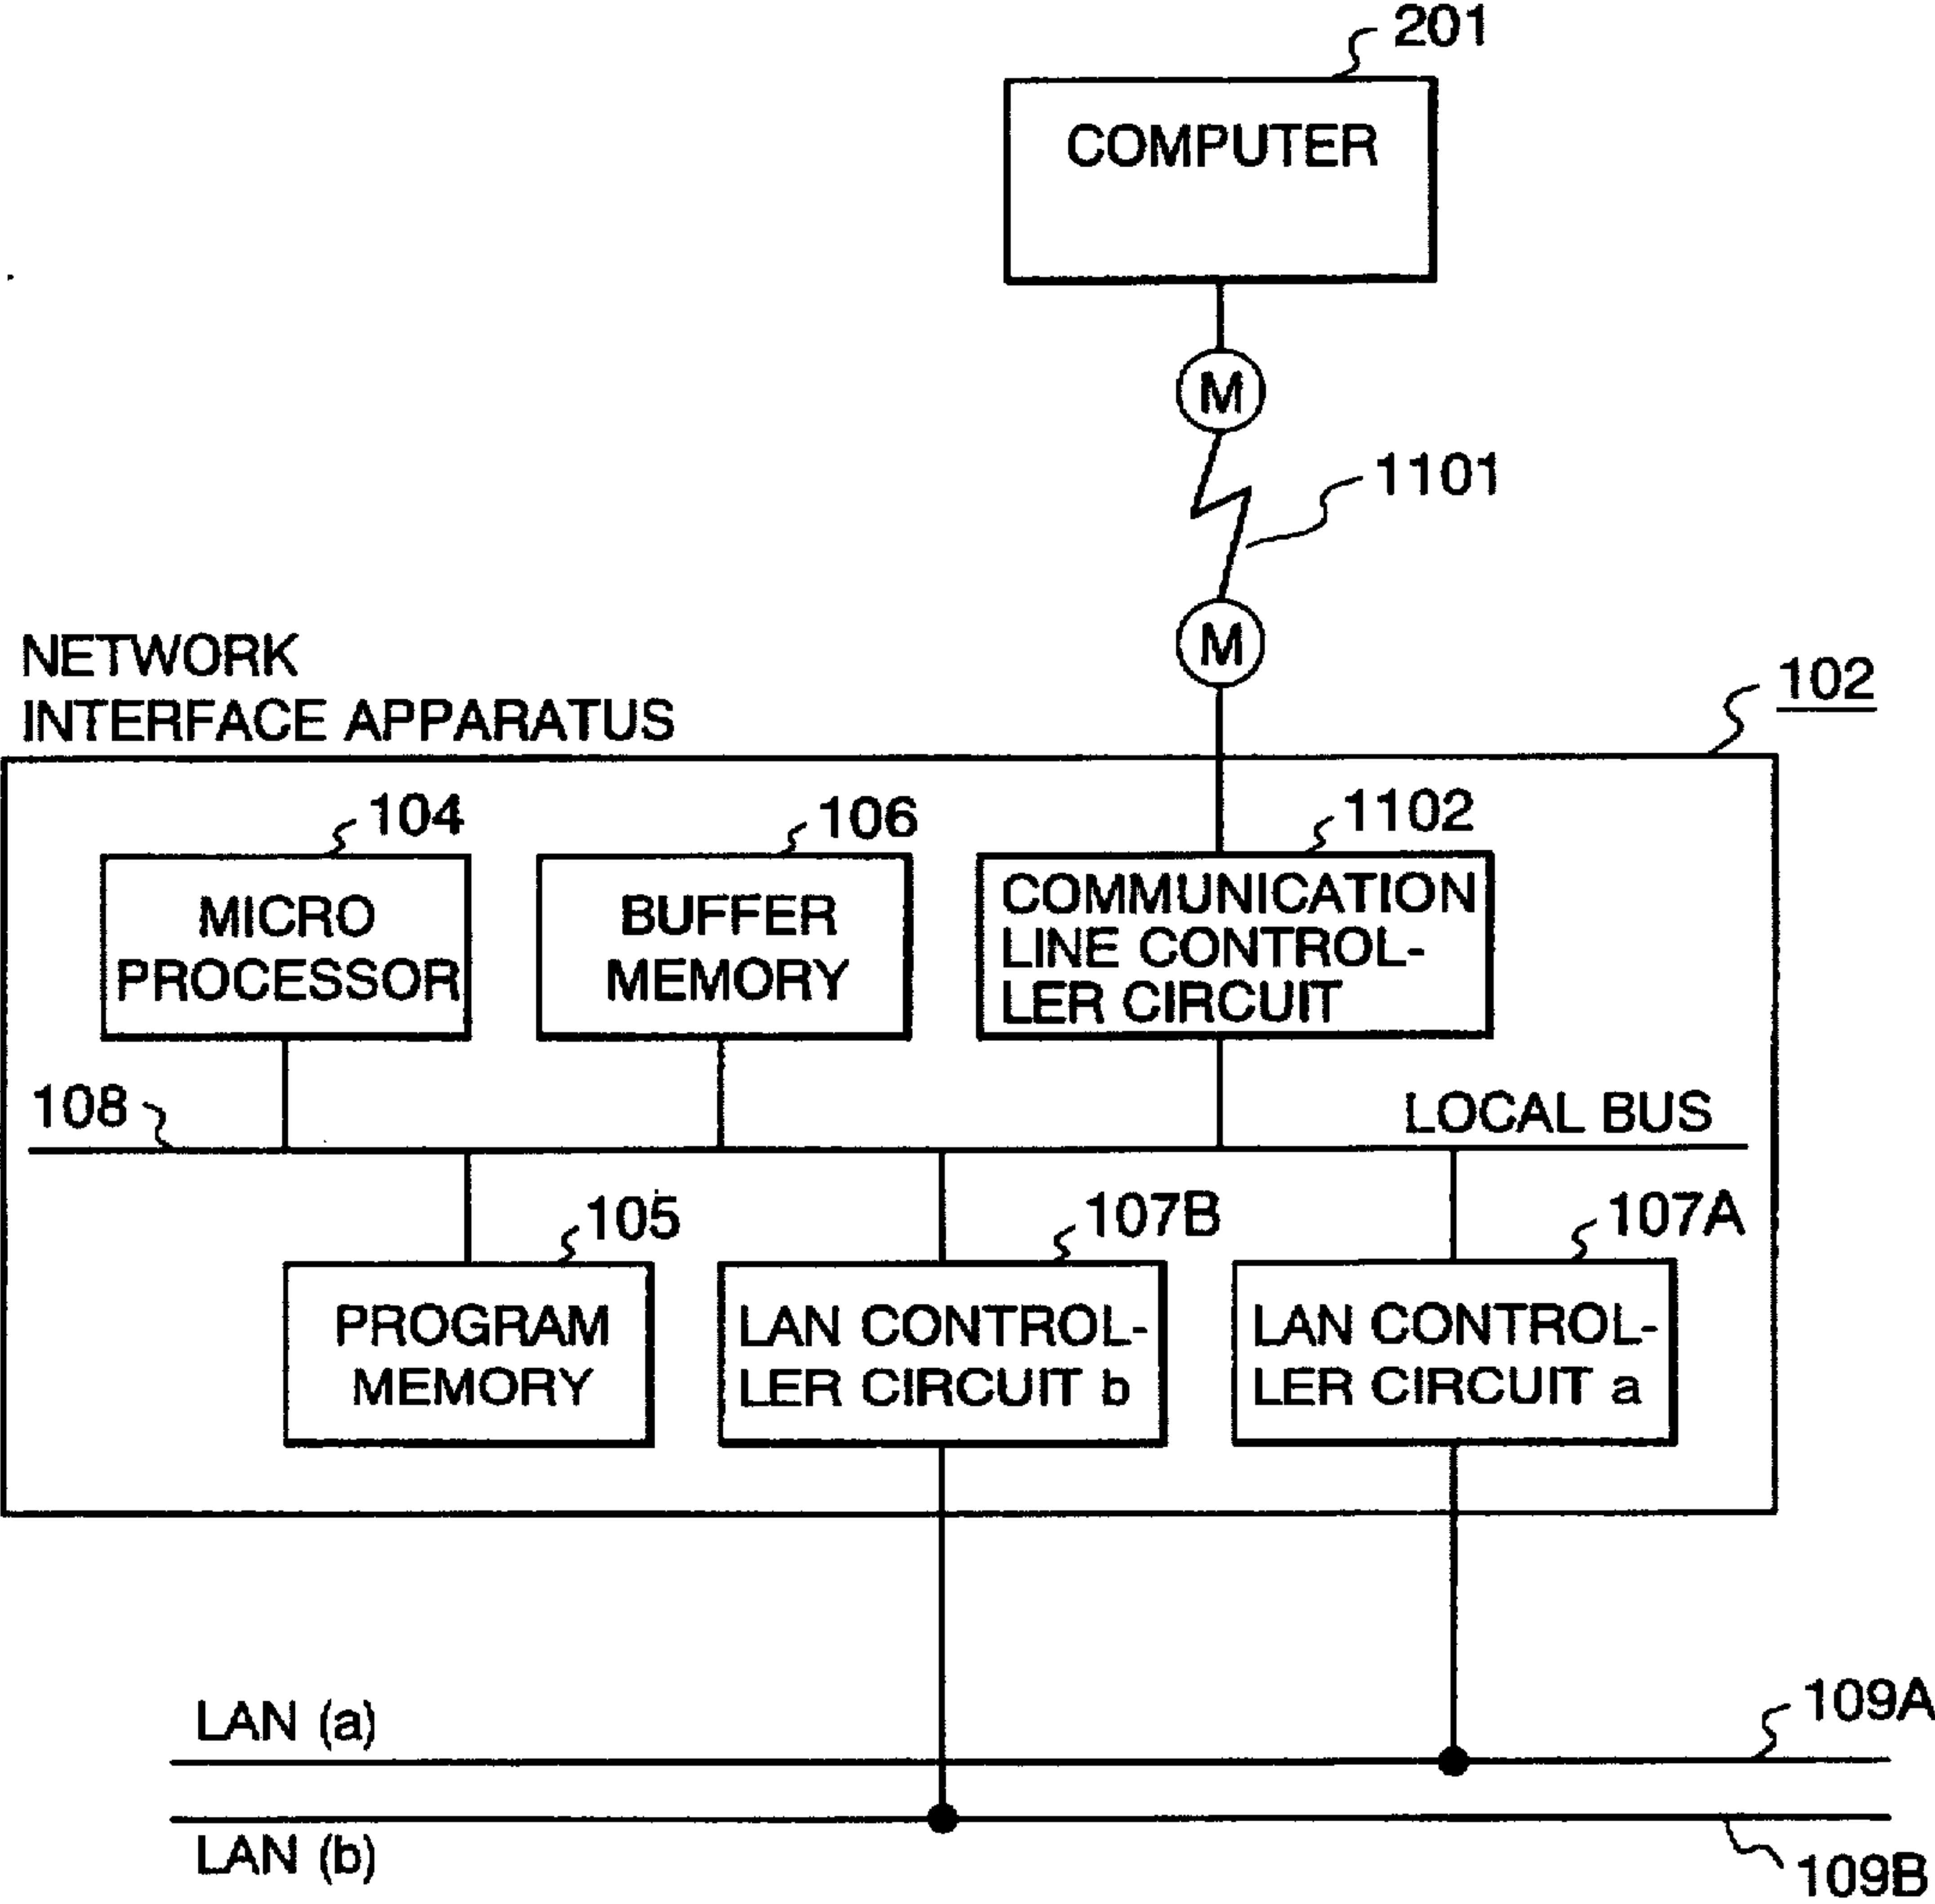 201
COMPUTER
M
1101
M
NETWORK
INTERFACE APPARATUS
102
104
106
1102
MICRO
PROCESSOR
BUFFER
MEMORY
COMMUNICATION
LINE CONTROL-
LER CIRCUIT
108
LOCAL BUS
105
107B
107A
PROGRAM
MEMORY
LAN CONTROL-
LER CIRCUIT b
LAN CONTROL-
LER CIRCUIT a
LAN (a)
109A
LAN (b)
109B